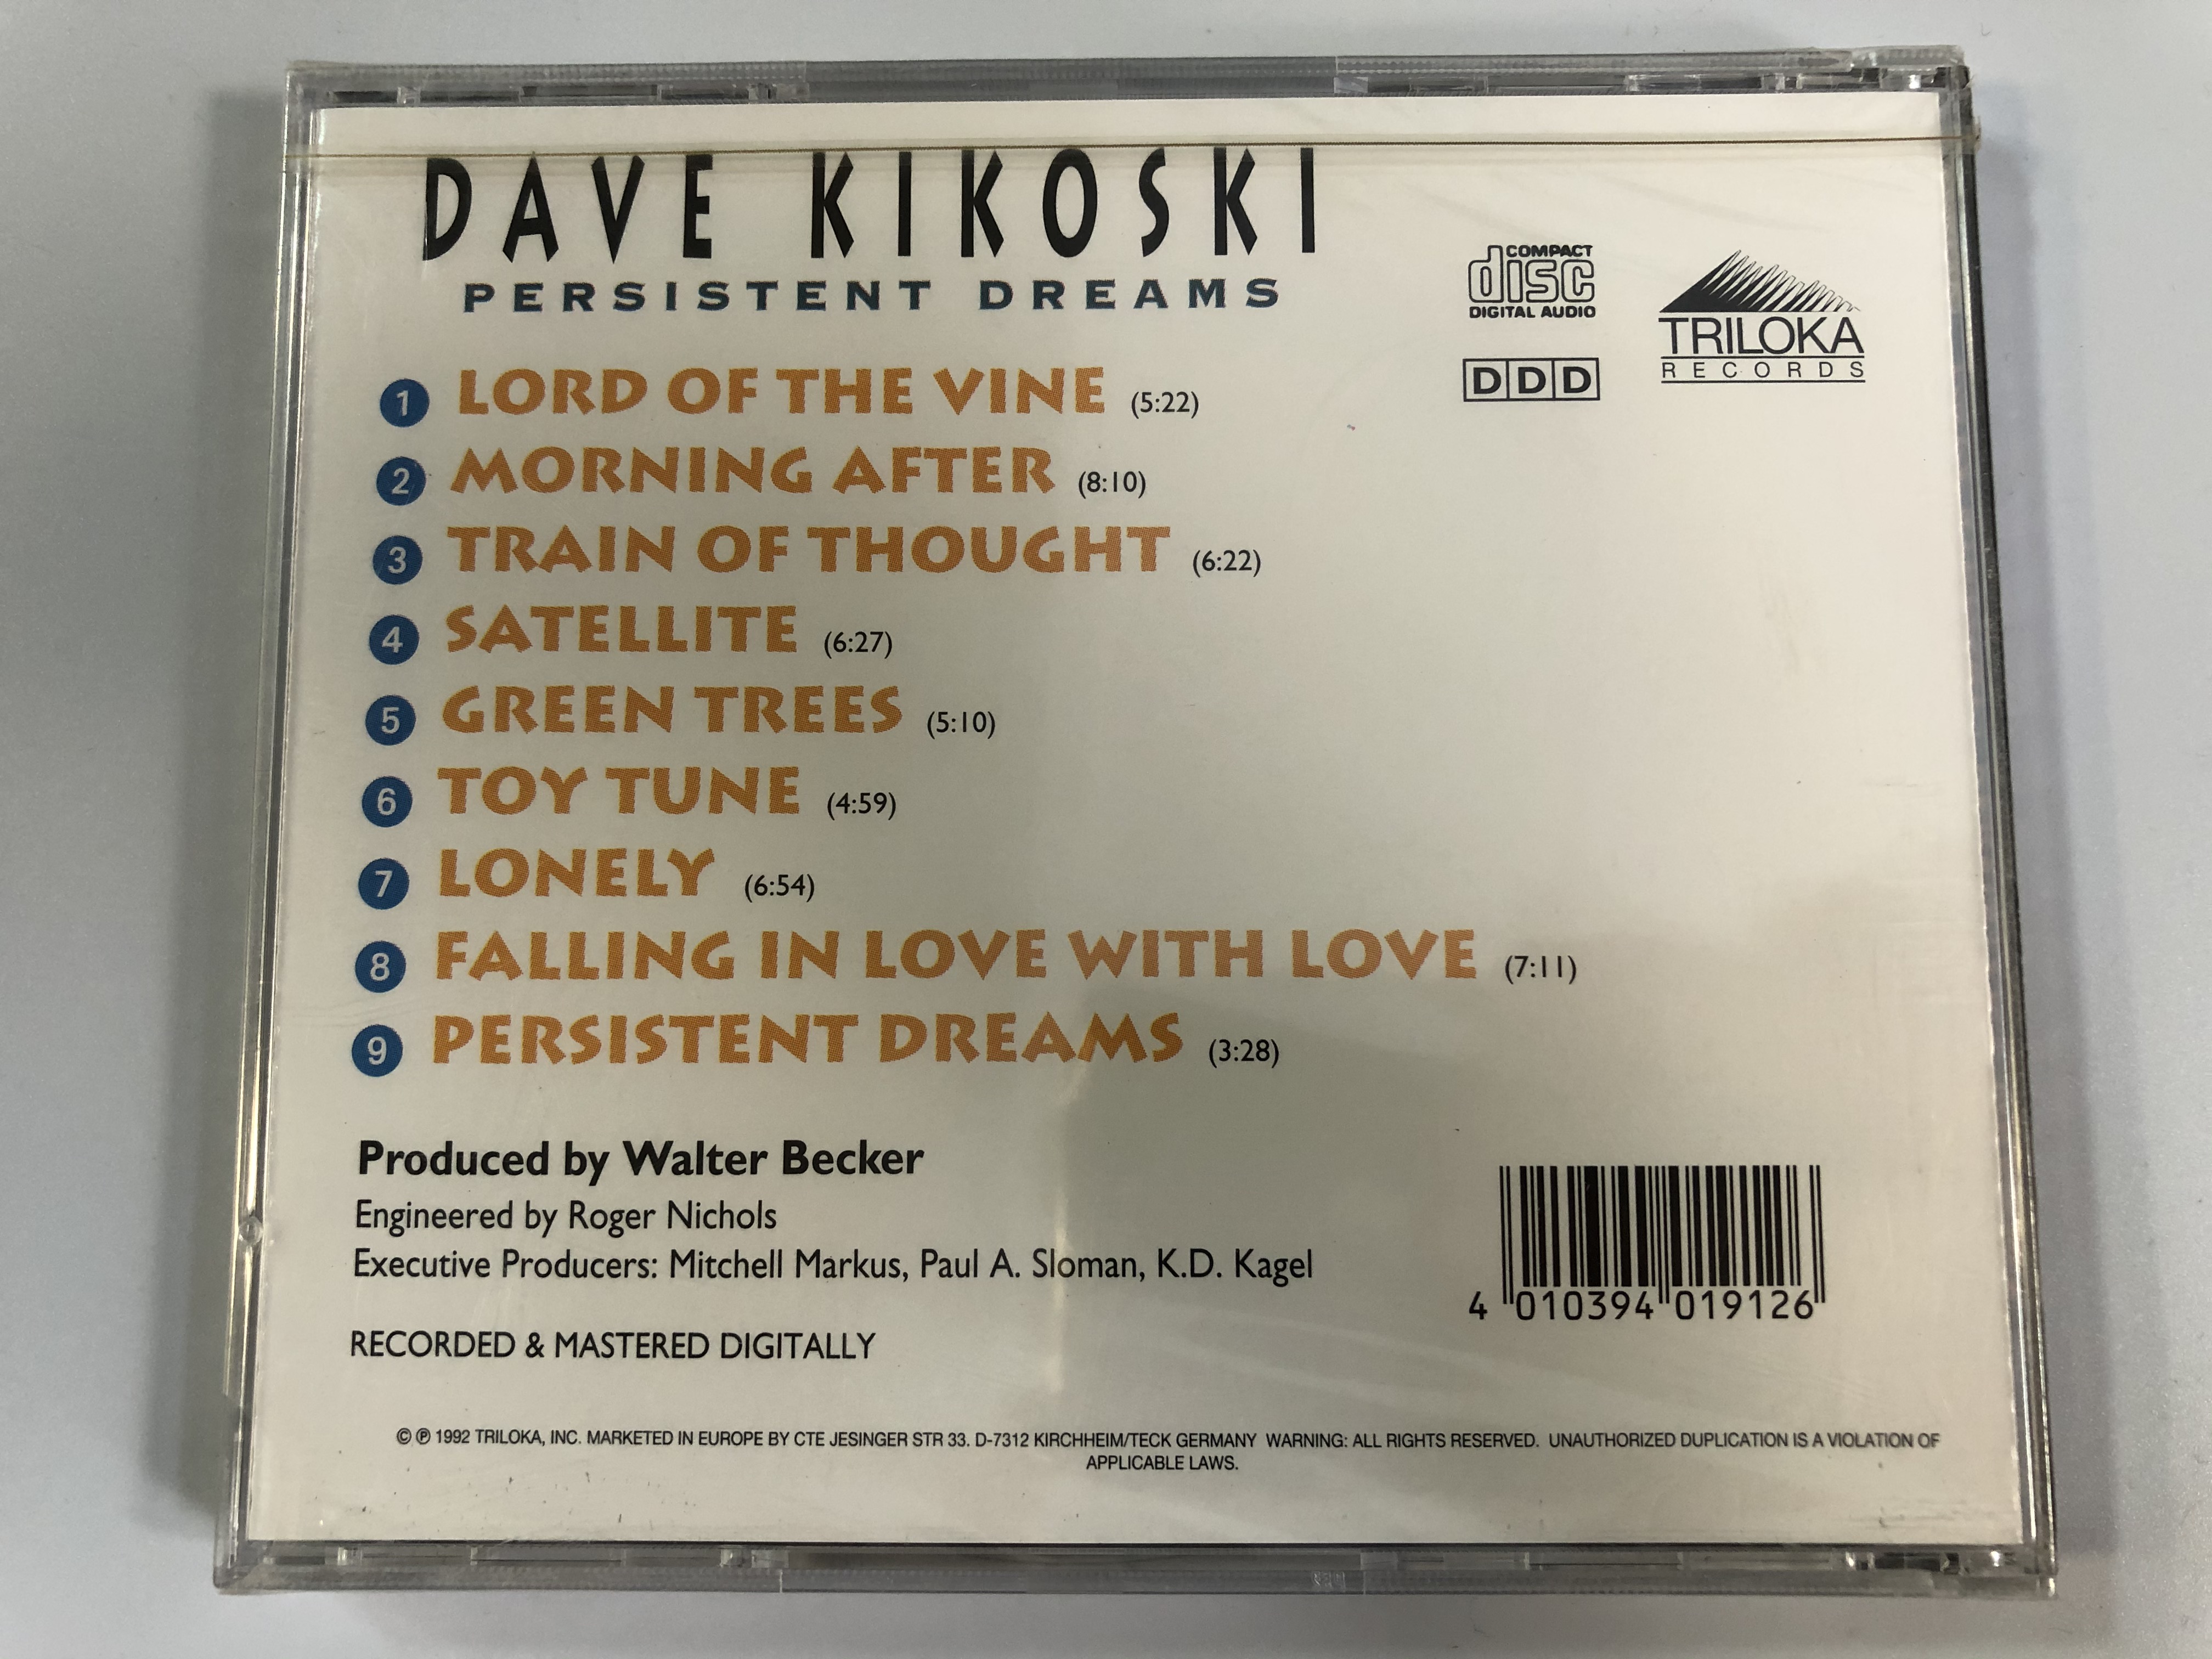 DAVE KIKOSKI
PERSISTENT DREAMS
COMPACT
disc
DIGITAL AUDIO
DDD
TRILOKA
RECORDS
1 LORD OF THE VINE (5:22)
2 MORNING AFTER (8:10)
3 TRAIN OF THOUGHT (6:22)
4 SATELLITE (6:27)
5 GREEN TREES (5:10)
6 TOY TUNE (4:59)
7 LONELY (6:54)
8 FALLING IN LOVE WITH LOVE (7:11)
9 PERSISTENT DREAMS (3:28)
Produced by Walter Becker
Engineered by Roger Nichols
Executive Producers: Mitchell Markus, Paul A. Sloman, K.D. Kagel
RECORDED & MASTERED DIGITALLY
4 010394 019126
© ℗ 1992 TRILOKA, INC. MARKETED IN EUROPE BY CTE JESINGER STR 33. D-7312 KIRCHHEIM/TECK GERMANY WARNING: ALL RIGHTS RESERVED. UNAUTHORIZED DUPLICATION IS A VIOLATION OF
APPLICABLE LAWS.